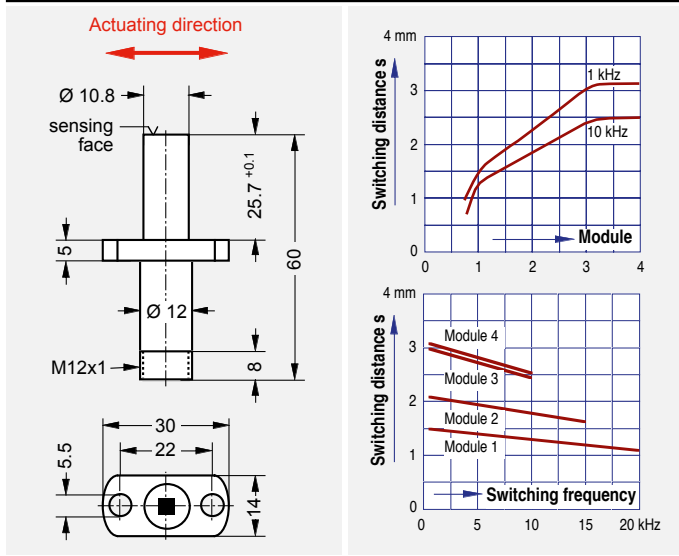 Actuating direction
Ø 10.8
sensing
face
25.7 +0.1
5
60
Ø 12
M12x1
8
30
22
5.5
14
4 mm
Switching distance s
3
2
1
0
1 kHz
10 kHz
Module
0 1 2 3 4
4 mm
Switching distance s
3
2
1
0
Module 4
Module 3
Module 2
Module 1
Switching frequency
0 5 10 15 20 kHz